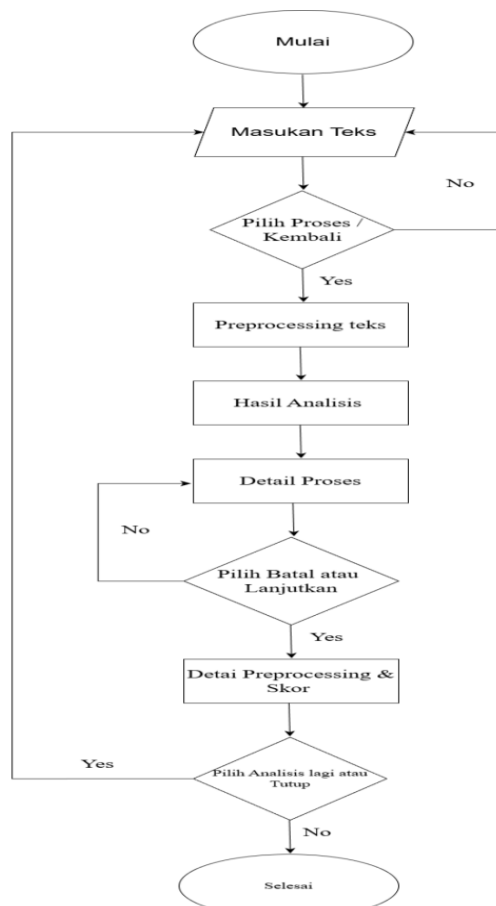 Mulai
Masukan Teks
No
Pilih Proses /
Kembali
Yes
Preprocessing teks
Hasil Analisis
Detail Proses
No
Pilih Batal atau
Lanjutkan
Yes
Detai Preprocessing &
Skor
Yes
Pilih Analisis lagi atau
Tutup
No
Selesai